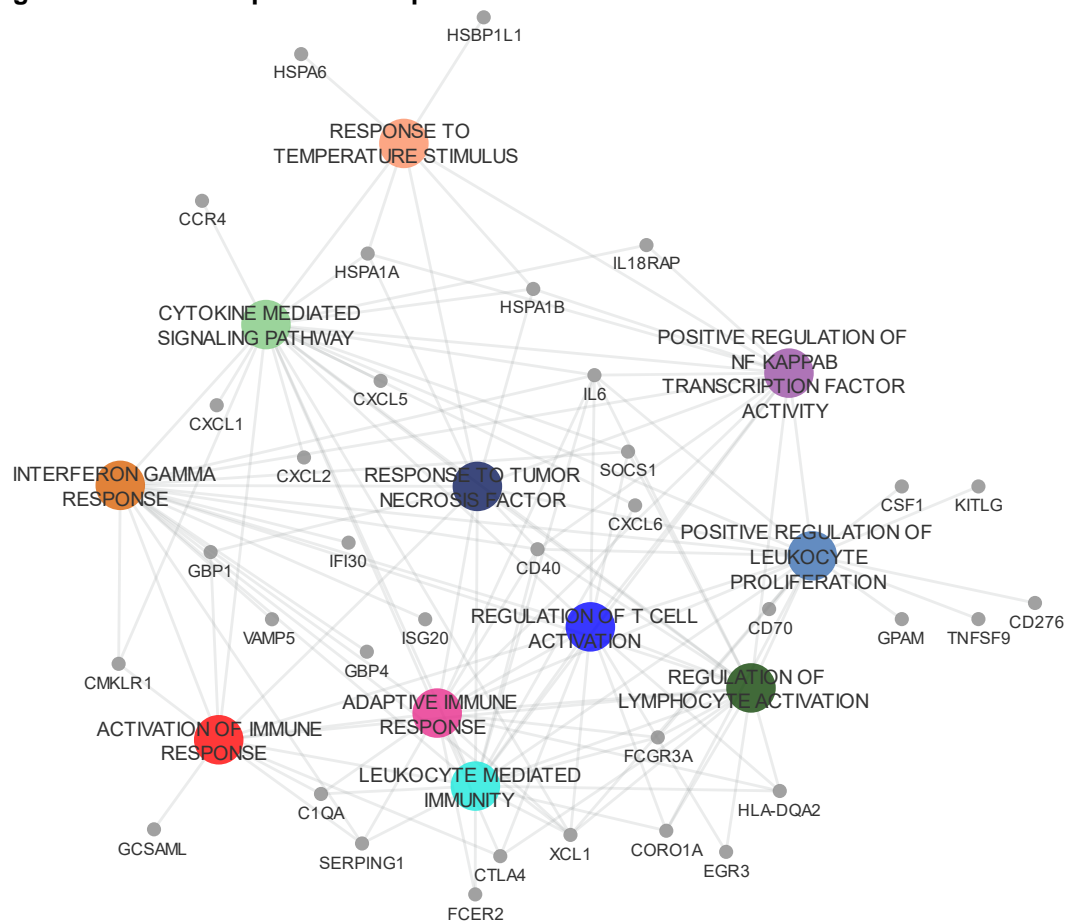 HSBP1L1
HSPA6
RESPONSE TO
TEMPERATURE STIMULUS
CCR4
HSPA1A
IL18RAP
HSPA1B
CYTOKINE MEDIATED
SIGNALING PATHWAY
POSITIVE REGULATION OF
NF KAPPAB
TRANSCRIPTION FACTOR
ACTIVITY
CXCL5
IL6
CXCL1
CXCL2
SOCS1
INTERFERON GAMMA
RESPONSE
RESPONSE TO TUMOR
NECROSIS FACTOR
CSF1
KITLG
CXCL6
POSITIVE REGULATION OF
LEUKOCYTE
PROLIFERATION
GBP1
IFI30
CD40
CD276
VAMP5
ISG20
REGULATION OF T CELL
ACTIVATION
CD70
GPAM
TNFSF9
GBP4
CMKLR1
REGULATION OF
LYMPHOCYTE ACTIVATION
ADAPTIVE IMMUNE
RESPONSE
ACTIVATION OF IMMUNE
RESPONSE
FCGR3A
LEUKOCYTE MEDIATED
IMMUNITY
C1QA
HLA-DQA2
GCSAML
SERPING1
CTLA4
XCL1
CORO1A
EGR3
FCER2